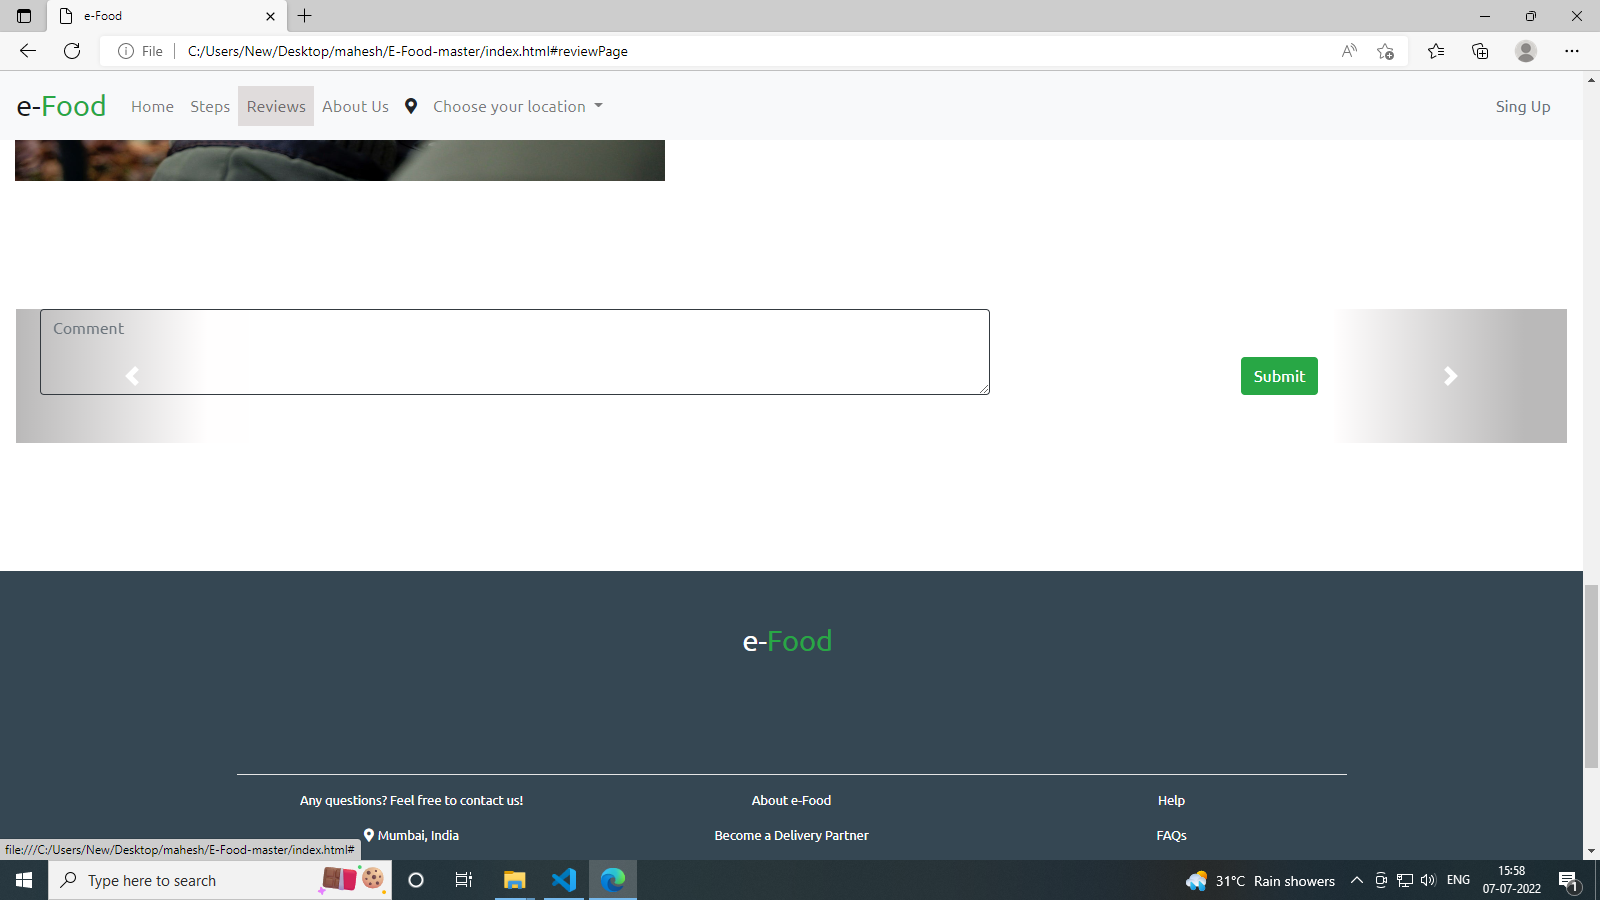 e-Food
File
C:/Users/New/Desktop/mahesh/E-Food-master/index.html#reviewPage
e-Food Home Steps Reviews About Us Choose your location Sing Up
Comment
Submit
e-Food
Any questions? Feel free to contact us! About e-Food Help
Mumbai, India Become a Delivery Partner FAQs
file:///C:/Users/New/Desktop/mahesh/E-Food-master/index.html#
Type here to search
31°C Rain showers ENG
15:58
07-07-2022
1